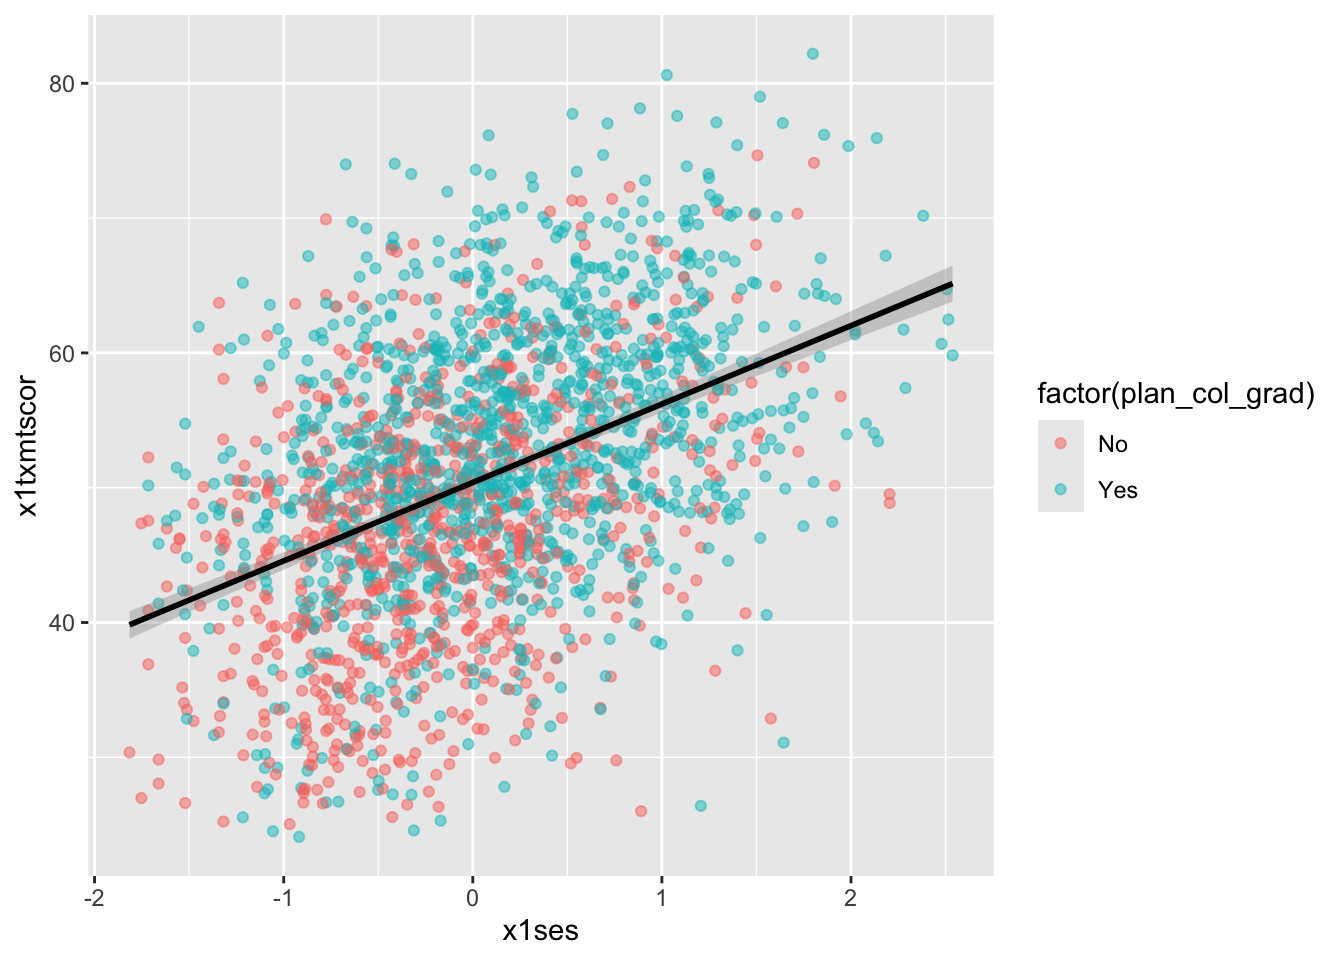 80
60
40
-2 -1 0 1 2
x1ses
x1txmtscor
factor(plan_col_grad)
No
Yes